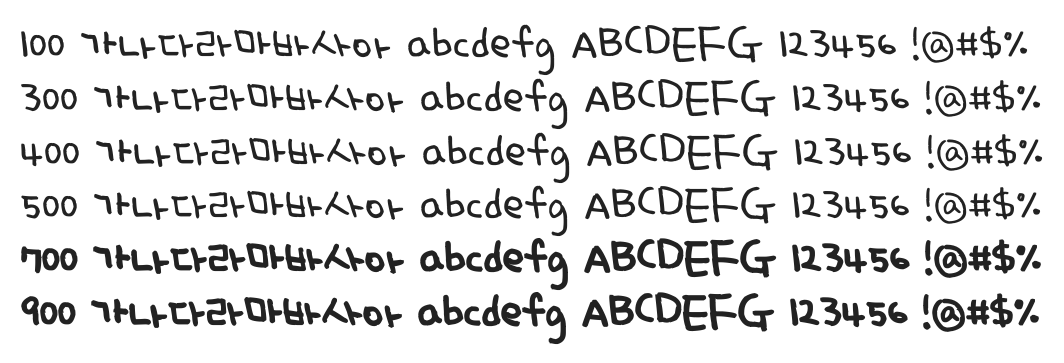 100 가나다라마바사아 abcdefg ABCDEFG 123456 !@#$%
300 가나다라마바사아 abcdefg ABCDEFG 123456 !@#$%
400 가나다라마바사아 abcdefg ABCDEFG 123456 !@#$%
500 가나다라마바사아 abcdefg ABCDEFG 123456 !@#$%
700 가나다라마바사아 abcdefg ABCDEFG 123456 !@#$%
900 가나다라마바사아 abcdefg ABCDEFG 123456 !@#$%